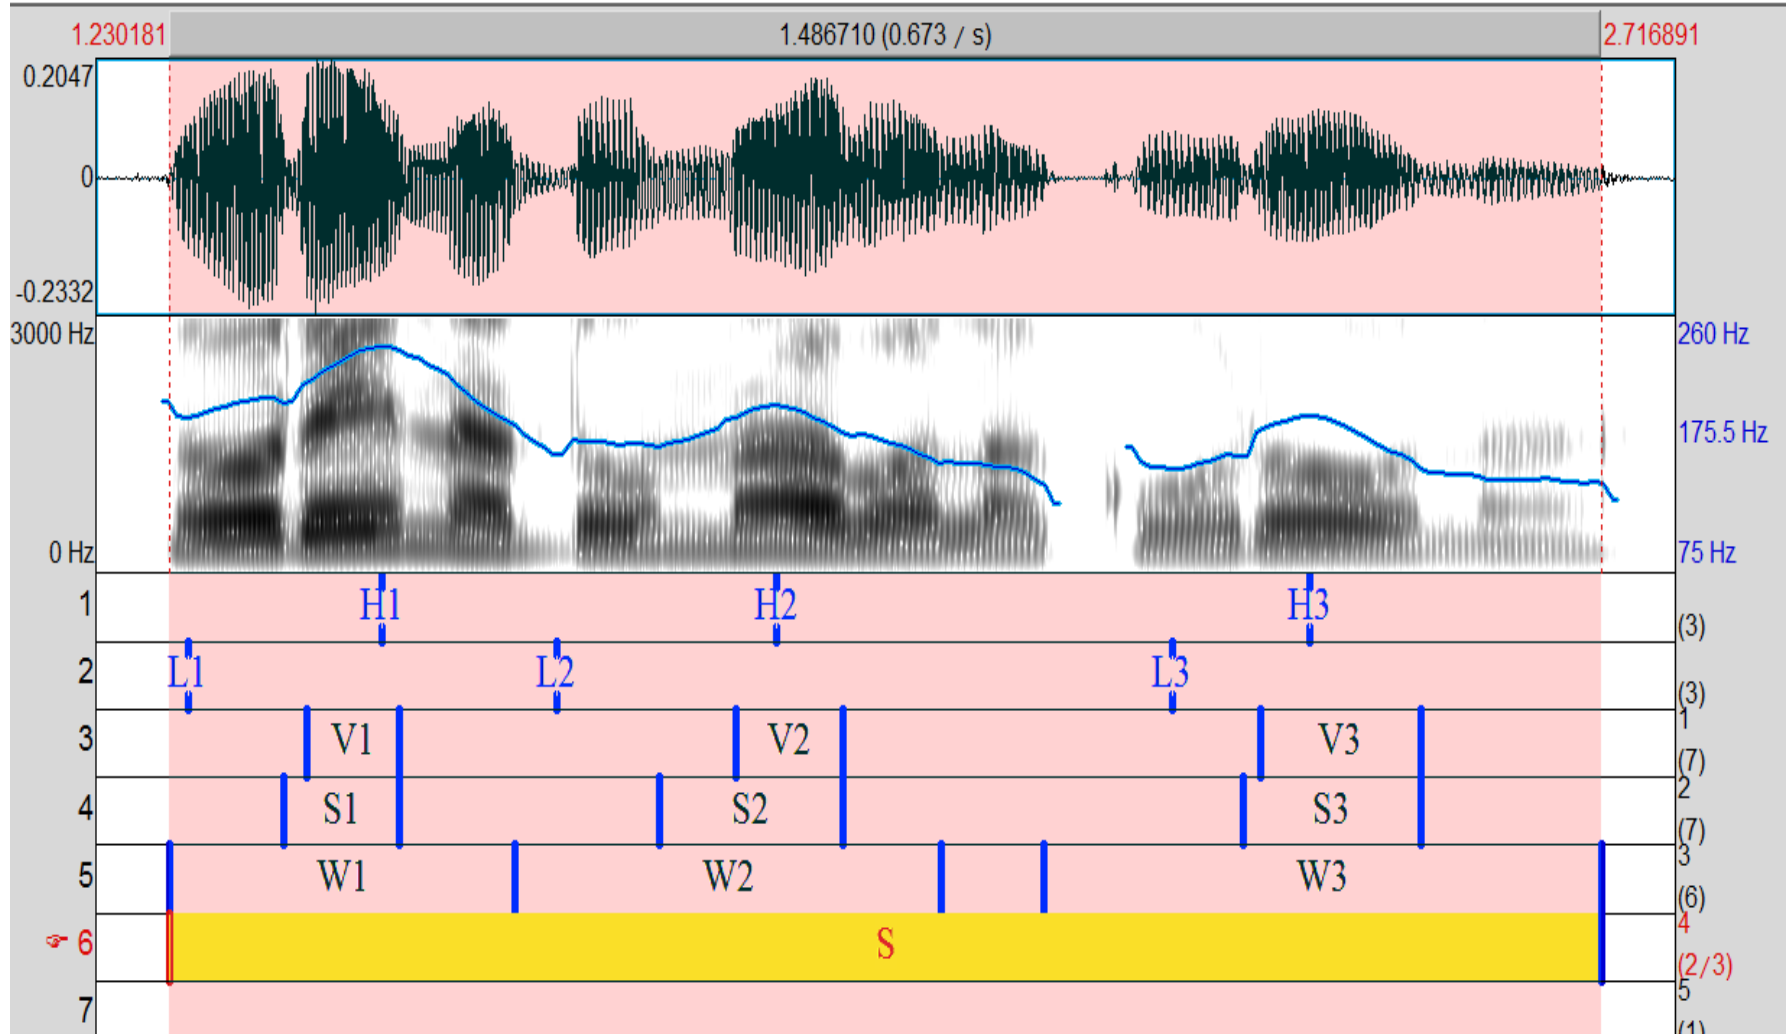 1.230181 1.486710 (0.673 / s) 2.716891
0.2047
0
-0.2332
3000 Hz 260 Hz
175.5 Hz
0 Hz 75 Hz
1 H1 H2 H3 (3)
2 L1 L2 L3 (3)
3 V1 V2 V3 1 (7)
4 S1 S2 S3 2 (7)
5 W1 W2 W3 3 (6)
☞ 6 S 4 (2/3)
7 5 (1)